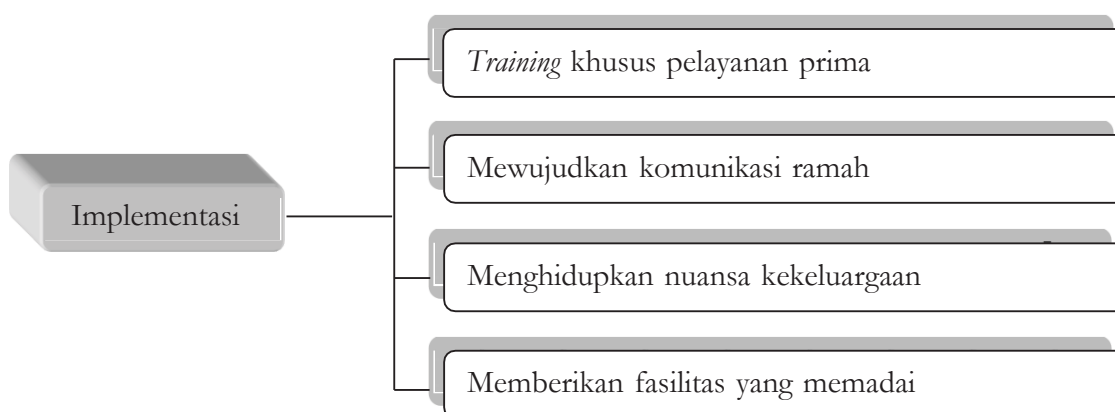 Training khusus pelayanan prima
Mewujudkan komunikasi ramah
Implementasi
Menghidupkan nuansa kekeluargaan
Memberikan fasilitas yang memadai